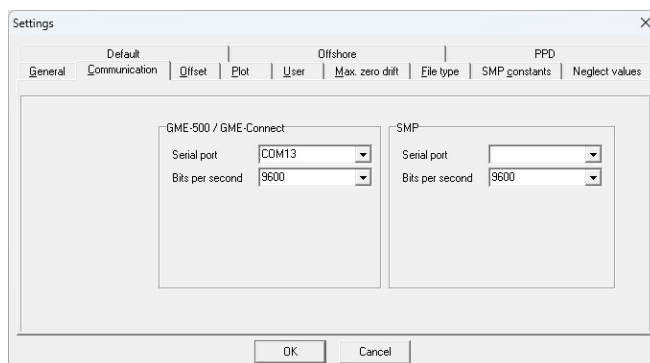 Settings
Default Offshore PPD
General Communication Offset Plot User Max. zero drift File type SMP constants Neglect values
GME-500 / GME-Connect SMP
Serial port COM13 Serial port
Bits per second 9600 Bits per second 9600
OK Cancel